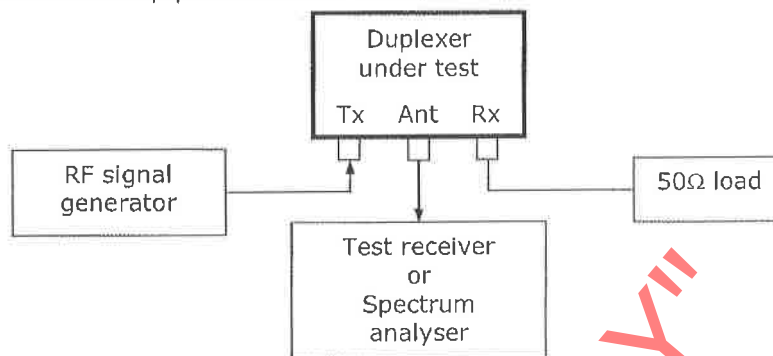 Duplexer
under test
Tx Ant Rx
RF signal
generator
50Ω load
Test receiver
or
Spectrum
analyser
Y"